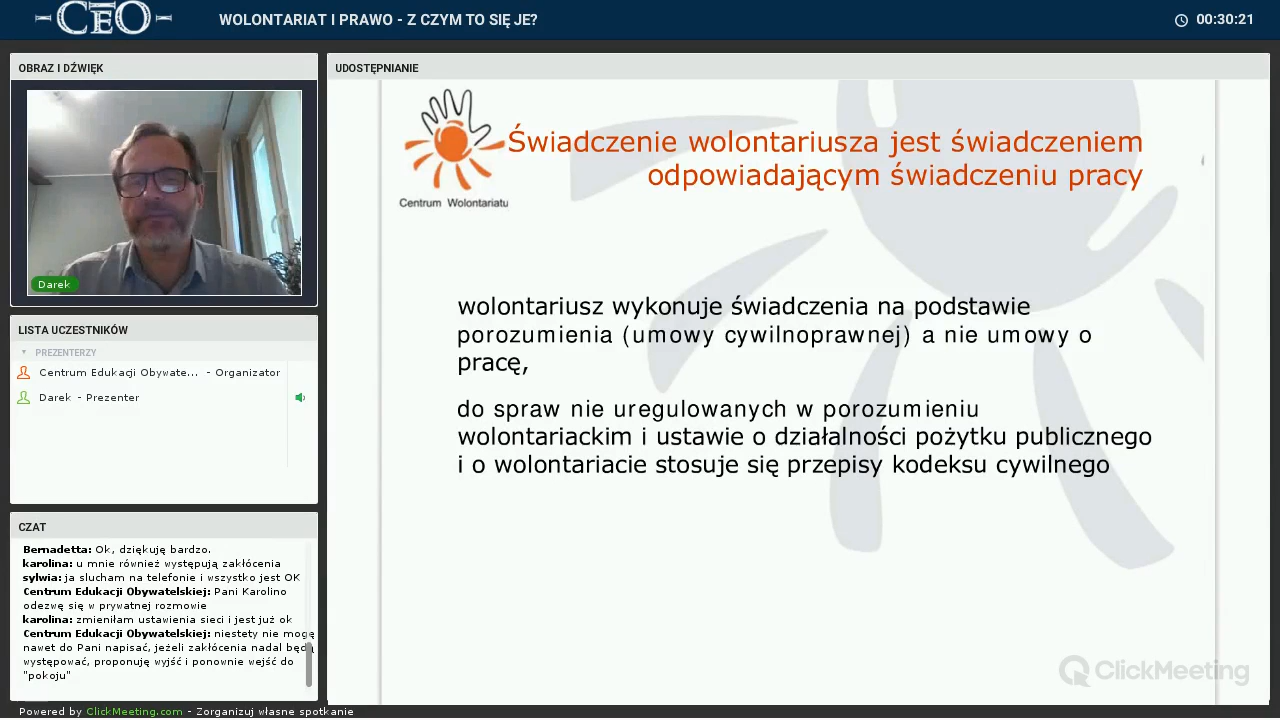 CEO
WOLONTARIAT I PRAWO - Z CZYM TO SIĘ JE?
00:30:21
OBRAZ I DŹWIĘK
Darek
LISTA UCZESTNIKÓW
PREZENTERZY
Centrum Edukacji Obywate... - Organizator
Darek - Prezenter
CZAT
Bernadetta: Ok, dziękuję bardzo.
karolina: u mnie również występują zakłócenia
sylwia: ja slucham na telefonie i wszystko jest OK
Centrum Edukacji Obywatelskiej: Pani Karolino
odezwę się w prywatnej rozmowie
karolina: zmieniłam ustawienia sieci i jest już ok
Centrum Edukacji Obywatelskiej: niestety nie mogę
nawet do Pani napisać, jeżeli zakłócenia nadal będą
występować, proponuję wyjść i ponownie wejść do
"pokoju"
UDOSTĘPNIANIE
Centrum Wolontariatu
Świadczenie wolontariusza jest świadczeniem
odpowiadającym świadczeniu pracy
wolontariusz wykonuje świadczenia na podstawie
porozumienia (umowy cywilnoprawnej) a nie umowy o
pracę,
do spraw nie uregulowanych w porozumieniu
wolontariackim i ustawie o działalności pożytku publicznego
i o wolontariacie stosuje się przepisy kodeksu cywilnego
ClickMeeting
Powered by ClickMeeting.com - Zorganizuj własne spotkanie